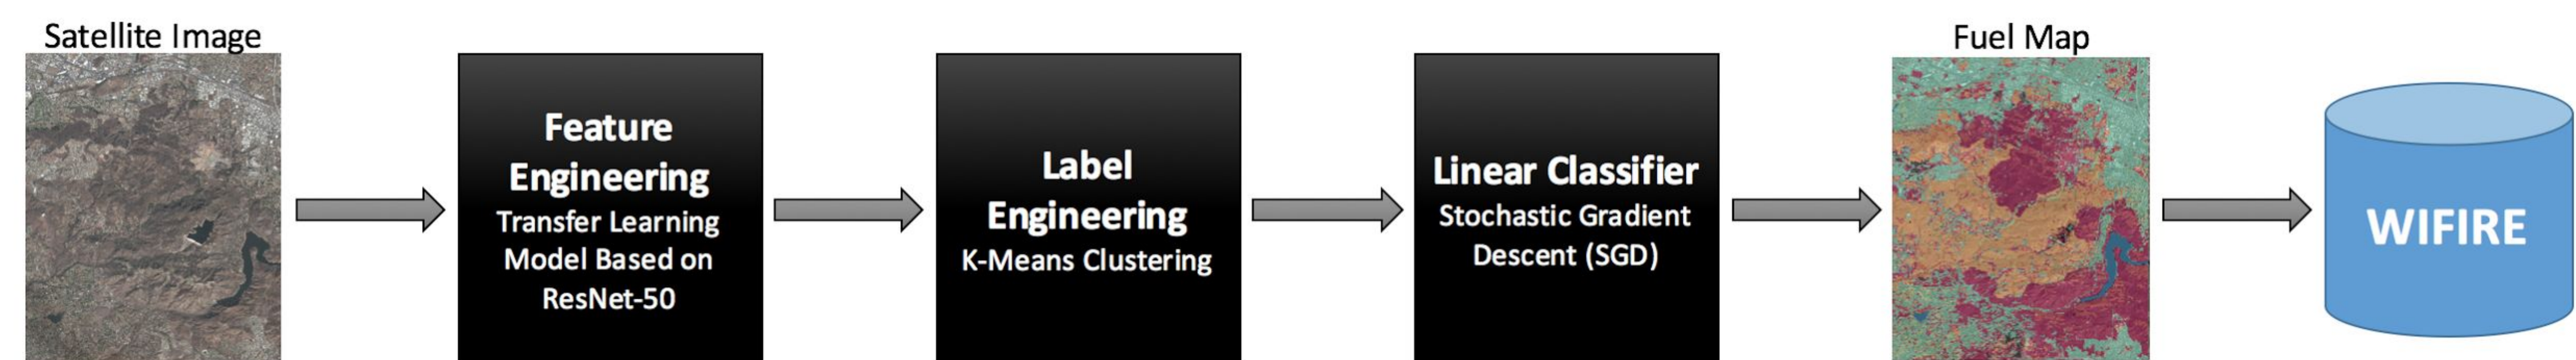 Satellite Image
Feature
Engineering
Transfer Learning
Model Based on
ResNet-50
Label
Engineering
K-Means Clustering
Linear Classifier
Stochastic Gradient
Descent (SGD)
Fuel Map
WIFIRE